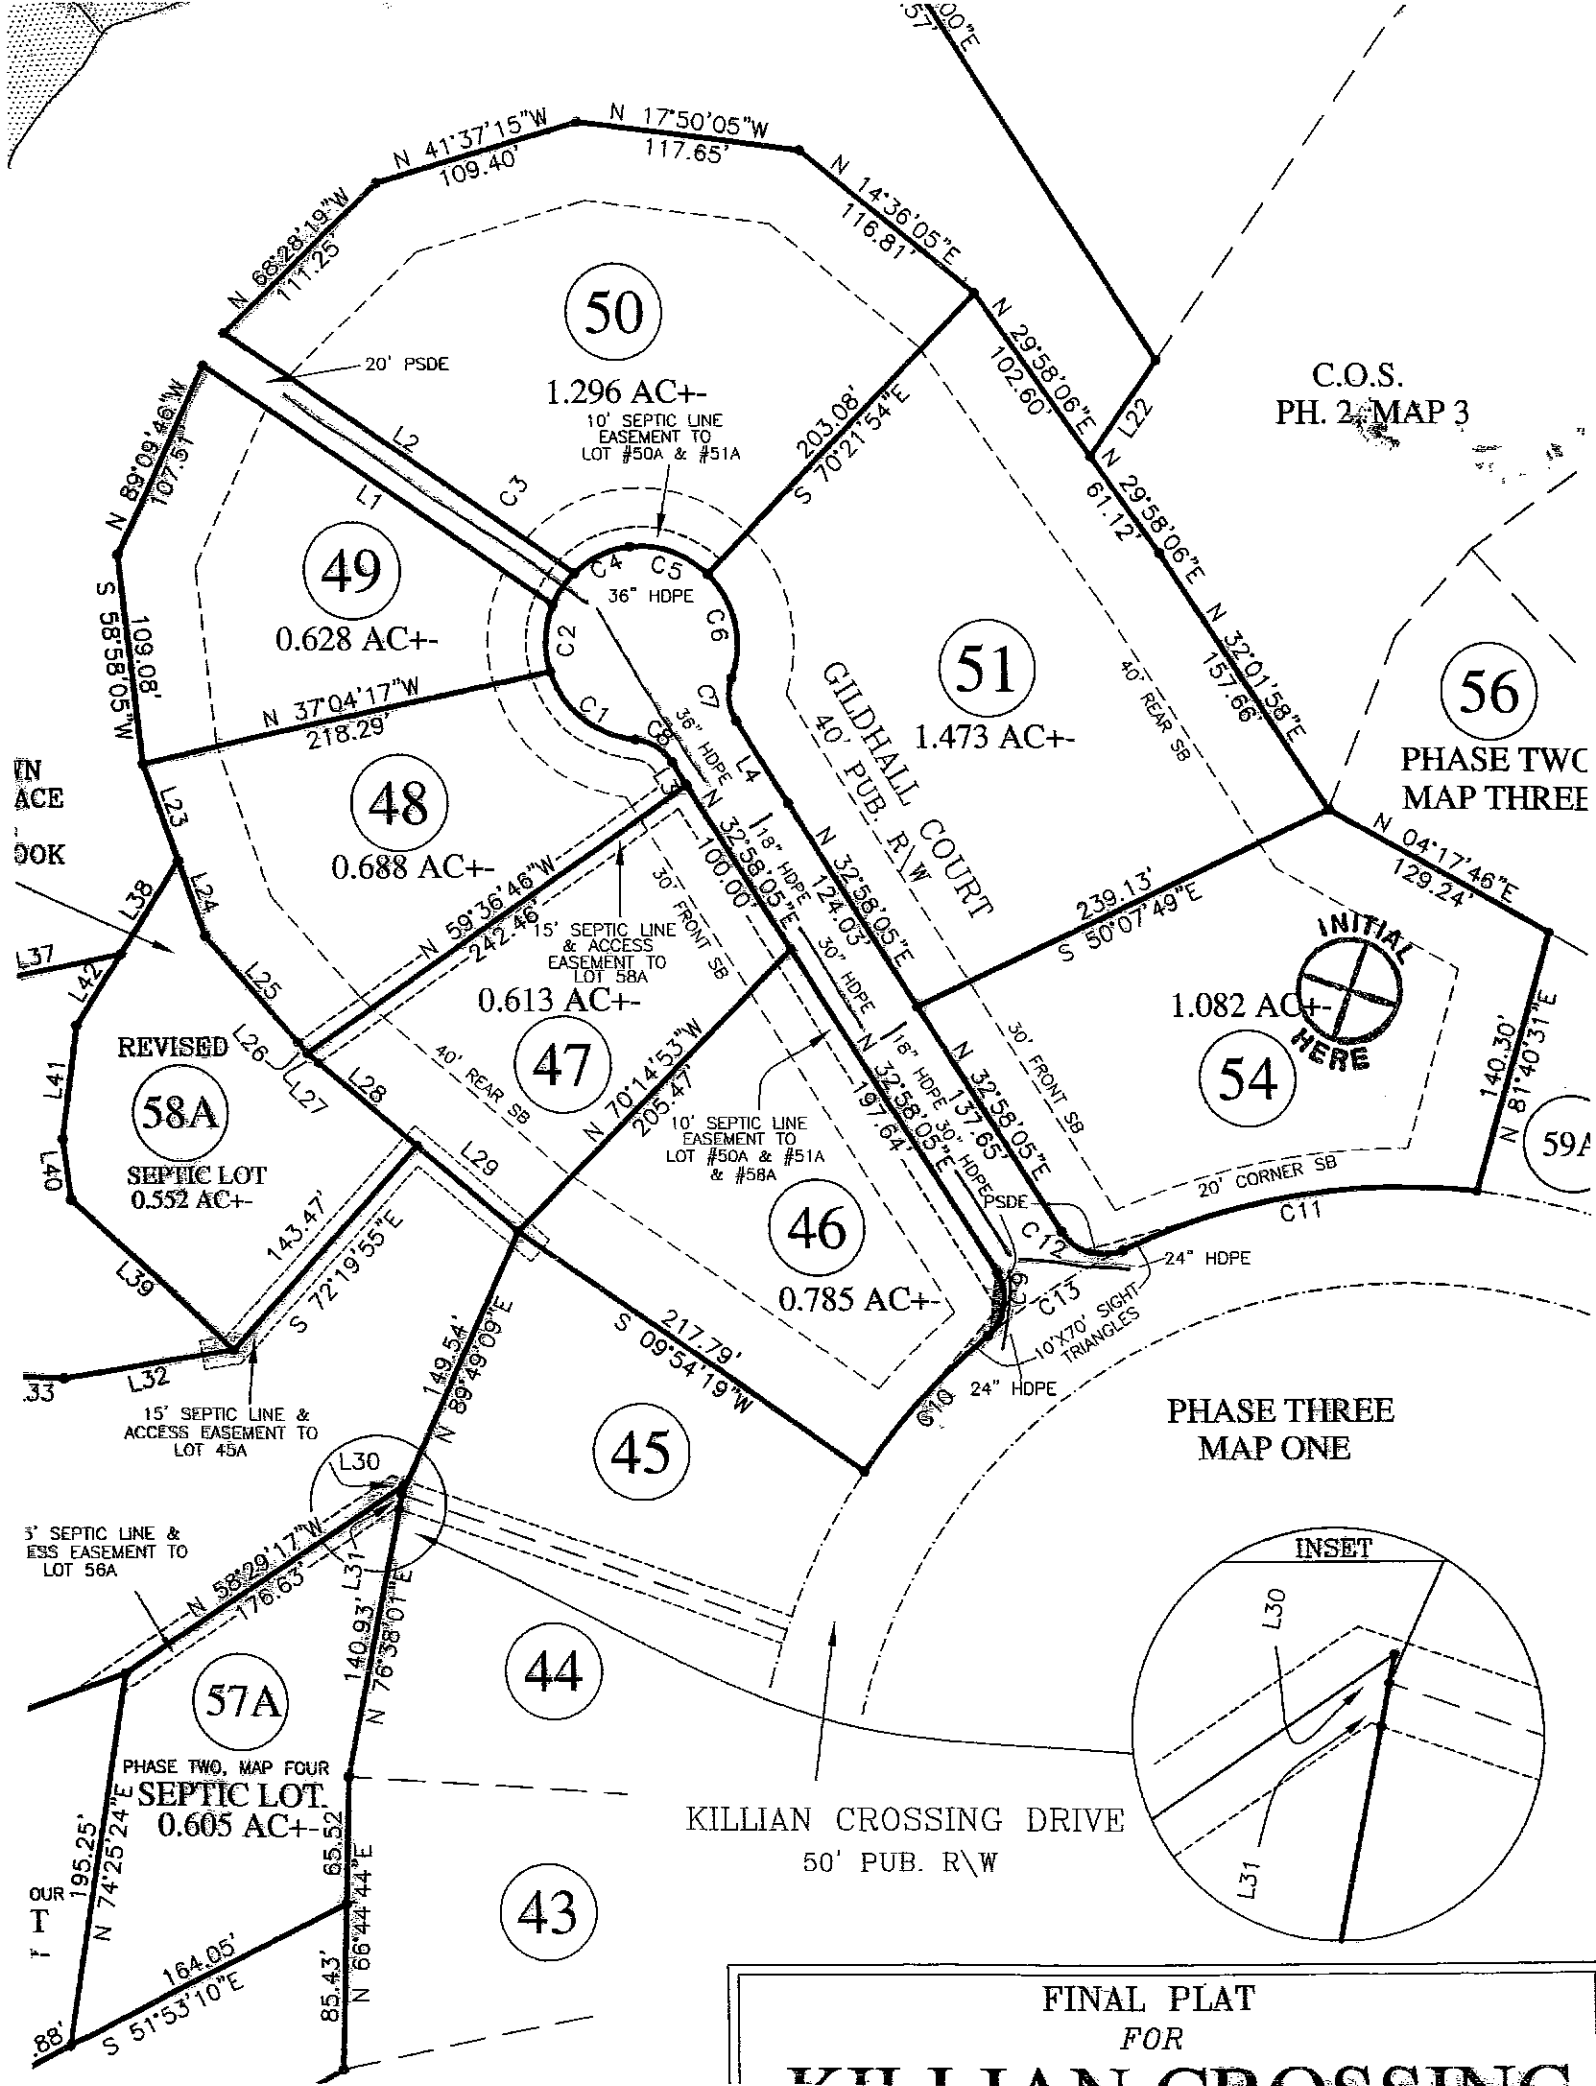 00"E
.57'
N 17°50'05"W
117.65'
N 41°37'15"W
109.40'
N 14°36'05"E
116.81'
N 68°28'19"W
111.25'
50
1.296 AC+-
20' PSDE
10' SEPTIC LINE
EASEMENT TO
LOT #50A & #51A
N 29°58'06"E
102.60'
L22
C.O.S.
PH. 2, MAP 3
203.08'
S 70°21'54"E
L2
L1
C3
N 89°09'46"W
107.51'
N 29°58'06"E
61.12'
49
0.628 AC+-
C4
C5
36" HDPE
C2
C6
C7
C1
C8
L3
L4
36" HDPE
S 58°58'05"W
109.08'
N 37°04'17"W
218.29'
51
1.473 AC+-
40' REAR SB
N 32°01'58"E
157.66'
56
PHASE TWO
MAP THREE
GILDHALL COURT
40' PUB. R\W
48
0.688 AC+-
L23
L24
L38
L37
L42
L25
L26
L27
L28
L29
ACE
OOK
N 32°58'05"E
100.00'
18" HDPE
N 32°58'05"E
124.03'
N 59°36'46"W
242.46'
15' SEPTIC LINE
& ACCESS
EASEMENT TO
LOT 58A
30' FRONT SB
30" HDPE
0.613 AC+-
47
40' REAR SB
239.13'
S 50°07'49"E
N 04°17'46"E
129.24'
INITIAL
HERE
1.082 AC+-
54
N 81°40'31"E
140.30'
59A
30' FRONT SB
20' CORNER SB
C11
REVISED
58A
SEPTIC LOT
0.552 AC+-
L41
L40
L39
N 70°14'53"W
205.47'
10' SEPTIC LINE
EASEMENT TO
LOT #50A & #51A
& #58A
N 32°58'05"E
197.64'
18" HDPE
30" HDPE
N 32°58'05"E
137.65'
PSDE
C12
C9
C13
24" HDPE
10'X70' SIGHT
TRIANGLES
24" HDPE
C10
46
0.785 AC+-
143.47'
S 72°19'55"E
217.79'
S 09°54'19"W
149.54'
N 89°49'09"E
33
L32
15' SEPTIC LINE &
ACCESS EASEMENT TO
LOT 45A
L30
45
PHASE THREE
MAP ONE
5' SEPTIC LINE &
ESS EASEMENT TO
LOT 56A
N 58°29'17"W
176.63'
L31
140.93'
N 76°38'01"E
44
57A
PHASE TWO, MAP FOUR
SEPTIC LOT
0.605 AC+-
INSET
L30
L31
KILLIAN CROSSING DRIVE
50' PUB. R\W
195.25'
N 74°25'24"E
OUR
T
65.52'
N 66°44'44"E
85.43'
43
164.05'
S 51°53'10"E
.88'
FINAL PLAT
FOR
KILLIAN CROSSING